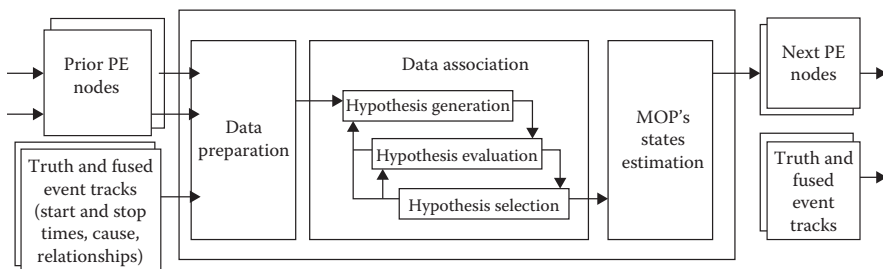 Prior PE
nodes
Truth and fused
event tracks
(start and stop
times, cause,
relationships)
Data
preparation
Data association
Hypothesis generation
Hypothesis evaluation
Hypothesis selection
MOP's
states
estimation
Next PE
nodes
Truth and
fused
event
tracks